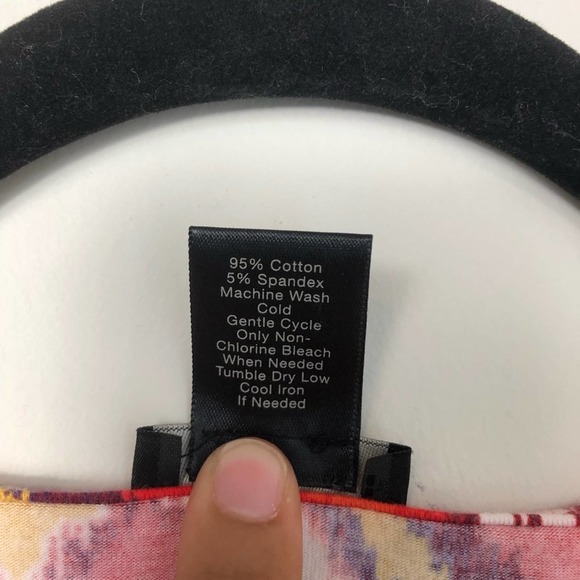 95% Cotton
5% Spandex
Machine Wash
Cold
Gentle Cycle
Only Non-
Chlorine Bleach
When Needed
Tumble Dry Low
Cool Iron
If Needed